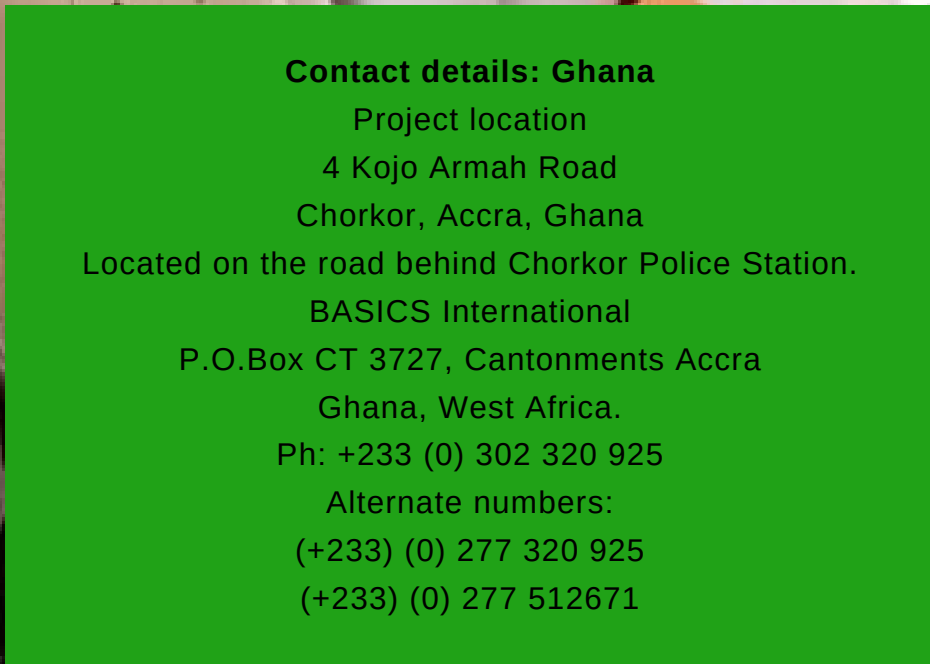 Contact details: Ghana
Project location
4 Kojo Armah Road
Chorkor, Accra, Ghana
Located on the road behind Chorkor Police Station.
BASICS International
P.O.Box CT 3727, Cantonments Accra
Ghana, West Africa.
Ph: +233 (0) 302 320 925
Alternate numbers:
(+233) (0) 277 320 925
(+233) (0) 277 512671